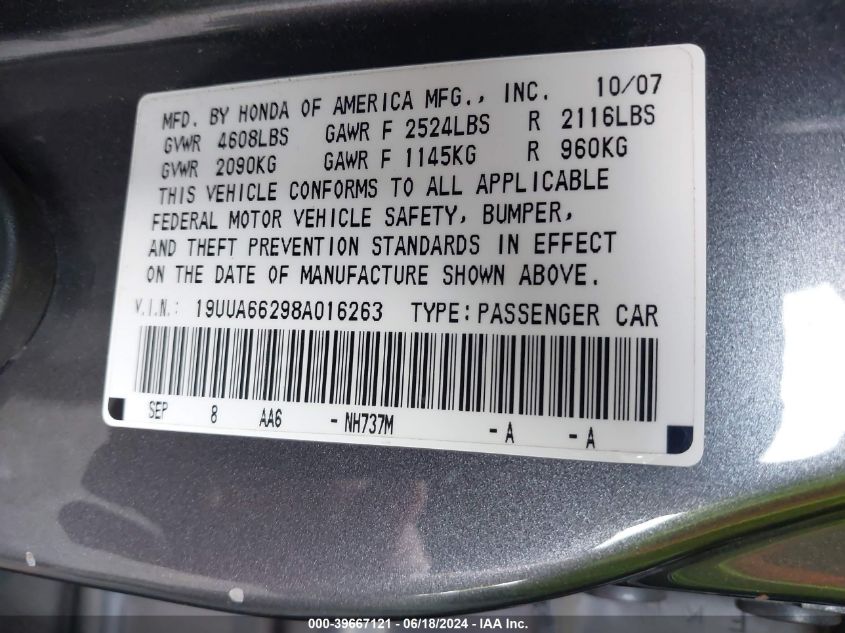 MFD. BY HONDA OF AMERICA MFG., INC. 10/07
GVWR 4608LBS GAWR F 2524LBS R 2116LBS
GVWR 2090KG GAWR F 1145KG R 960KG
THIS VEHICLE CONFORMS TO ALL APPLICABLE
FEDERAL MOTOR VEHICLE SAFETY, BUMPER,
AND THEFT PREVENTION STANDARDS IN EFFECT
ON THE DATE OF MANUFACTURE SHOWN ABOVE.
V.I.N.: 19UUA66298A016263 TYPE:PASSENGER CAR
SEP 8 AA6 - NH737M - A - A
000-39667121 - 06/18/2024 - IAA Inc.